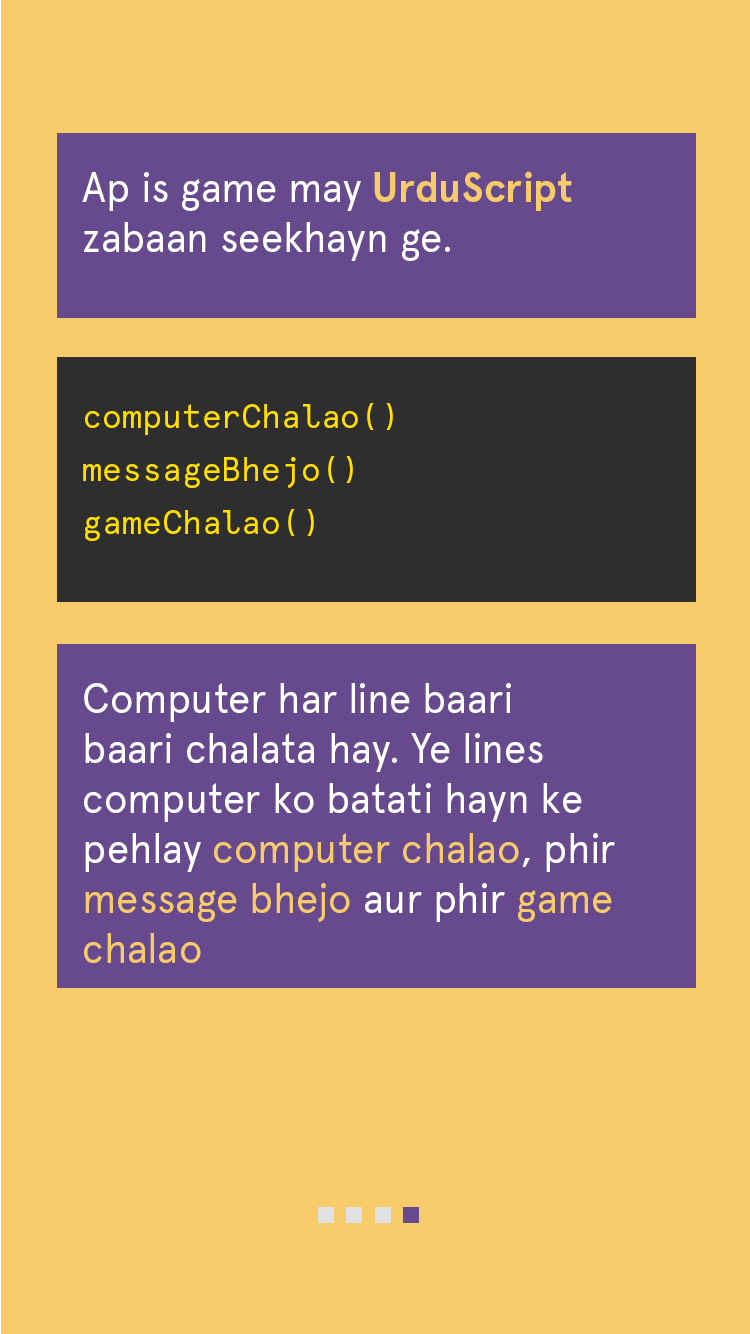 Ap is game may UrduScript
zabaan seekhayn ge.
computerChalao()
messageBhejo()
gameChalao()
Computer har line baari
baari chalata hay. Ye lines
computer ko batati hayn ke
pehlay computer chalao, phir
message bhejo aur phir game
chalao